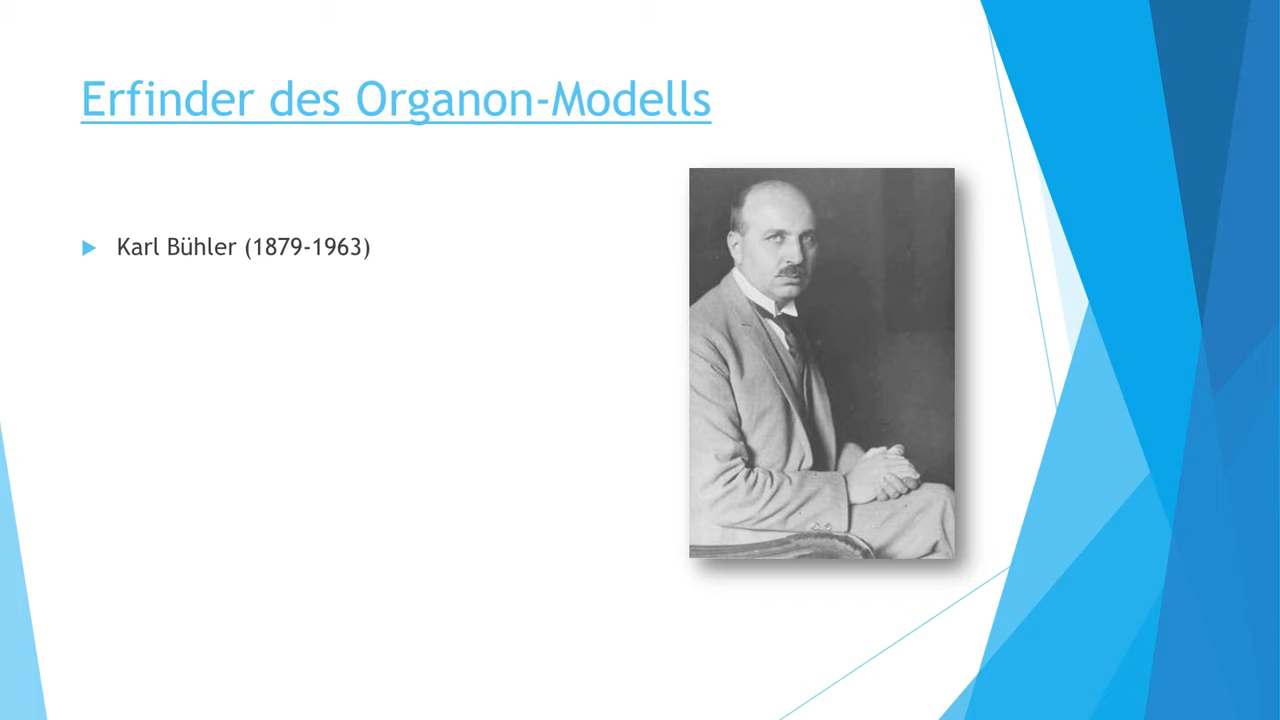 Erfinder des Organon-Modells
Karl Bühler (1879-1963)